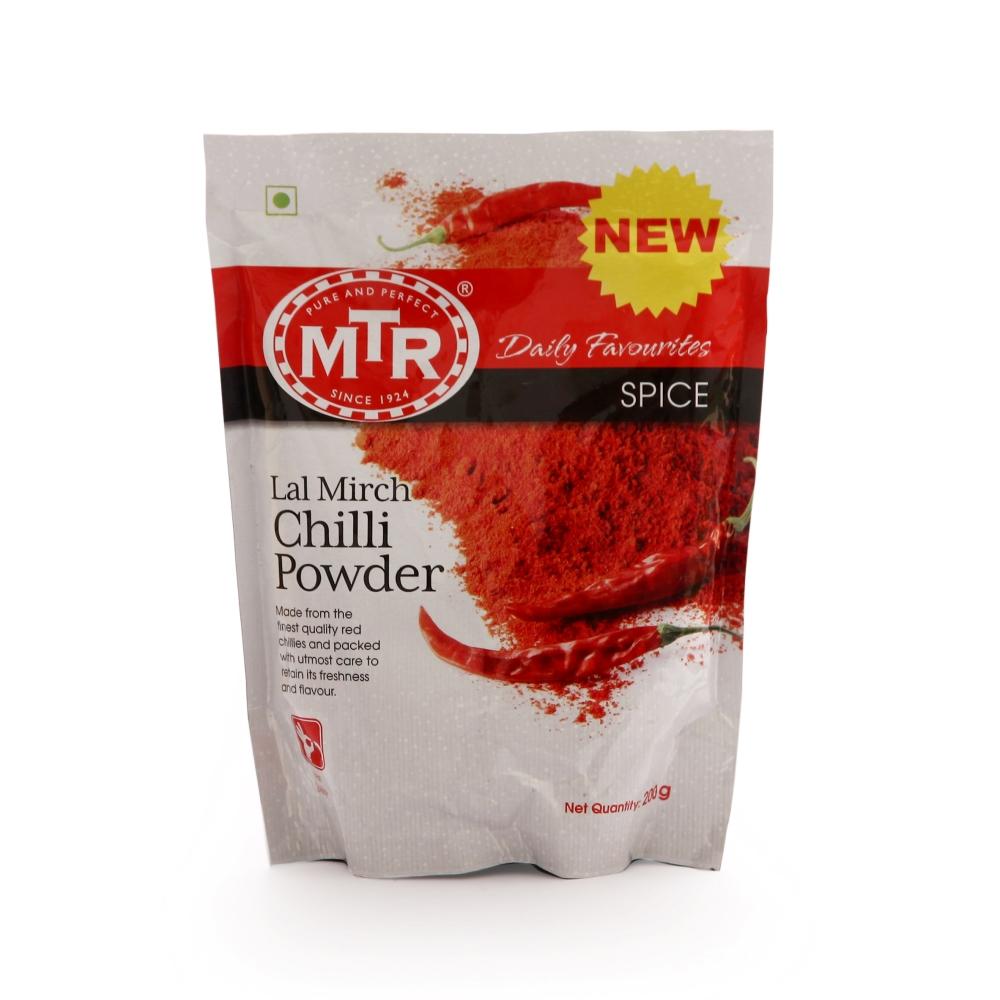 NEW
PURE AND PERFECT
®
MTR
SINCE 1924
Daily Favourites
SPICE
Lal Mirch
Chilli
Powder
Made from the
finest quality red
chillies and packed
with utmost care to
retain its freshness
and flavour.
Net Quantity: 200g